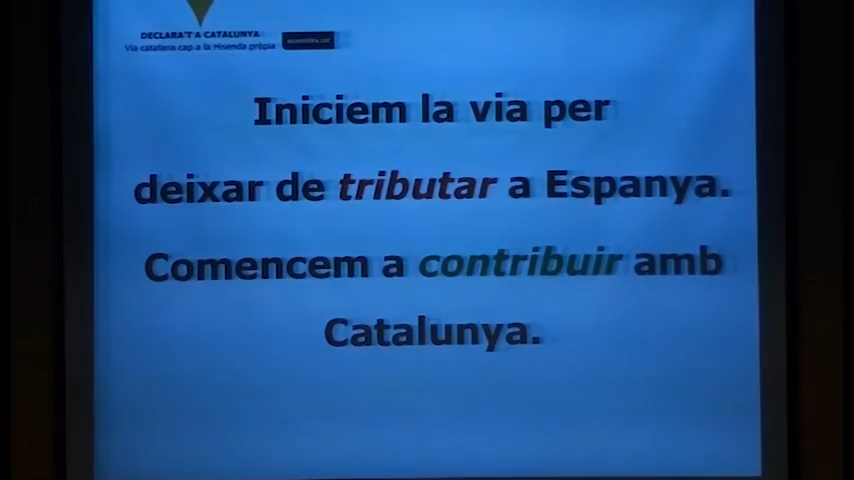 DECLARA'T A CATALUNYA
Via catalana cap a la Hisenda pròpia
Iniciem la via per
deixar de tributar a Espanya.
Comencem a contribuir amb
Catalunya.